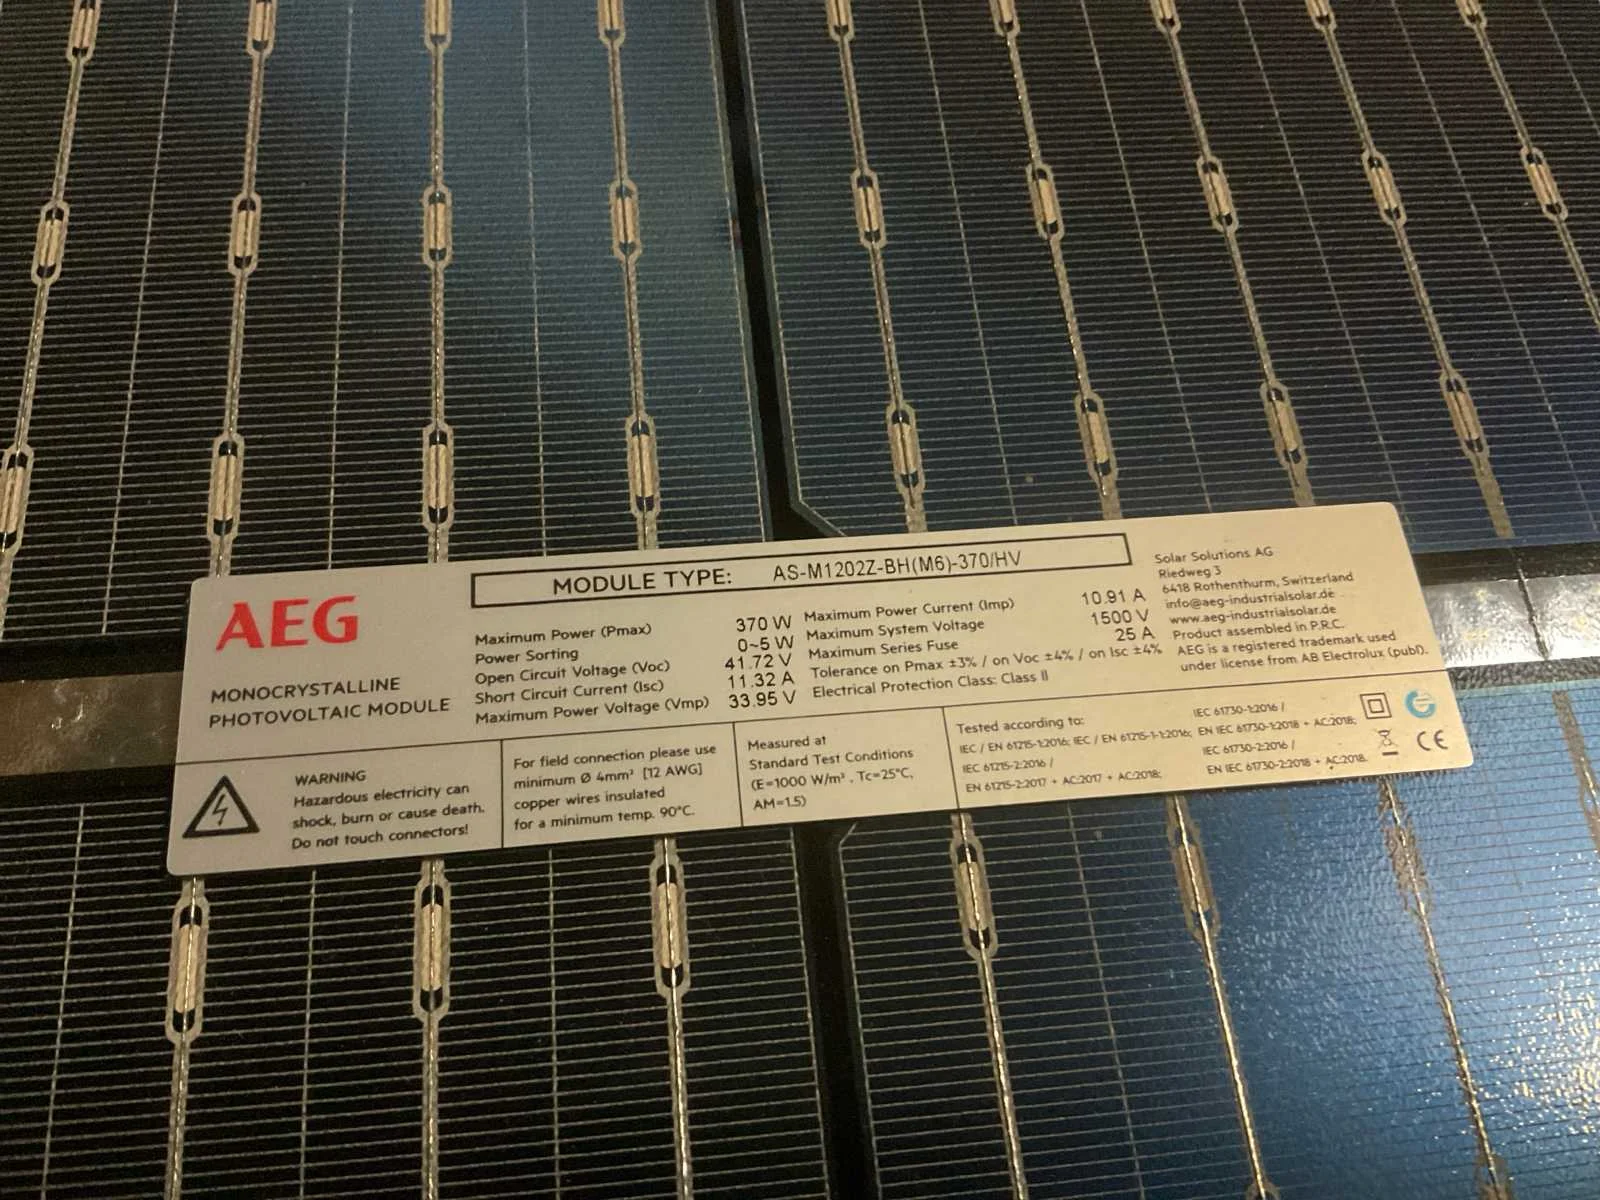 AEG
MONOCRYSTALLINE
PHOTOVOLTAIC MODULE
MODULE TYPE: AS-M1202Z-BH(M6)-370/HV
Maximum Power (Pmax) 370 W
Power Sorting 0~5 W
Open Circuit Voltage (Voc) 41.72 V
Short Circuit Current (Isc) 11.32 A
Maximum Power Voltage (Vmp) 33.95 V
Maximum Power Current (Imp) 10.91 A
Maximum System Voltage 1500 V
Maximum Series Fuse 25 A
Tolerance on Pmax ±3% / on Voc ±4% / on Isc ±4%
Electrical Protection Class: Class II
Solar Solutions AG
Riedweg 3
6418 Rothenthurm, Switzerland
info@aeg-industrialsolar.de
www.aeg-industrialsolar.de
Product assembled in P.R.C.
AEG is a registered trademark used
under license from AB Electrolux (publ).
WARNING
Hazardous electricity can
shock, burn or cause death.
Do not touch connectors!
For field connection please use
minimum Ø 4mm² [12 AWG]
copper wires insulated
for a minimum temp. 90°C.
Measured at
Standard Test Conditions
(E=1000 W/m², Tc=25°C,
AM=1.5)
Tested according to:
IEC / EN 61215-1:2016; IEC / EN 61215-1-1:2016;
IEC 61215-2:2016 /
EN 61215-2:2017 + AC:2017 + AC:2018;
IEC 61730-1:2016 /
EN IEC 61730-1:2018 + AC:2018;
IEC 61730-2:2016 /
EN IEC 61730-2:2018 + AC:2018.
CE